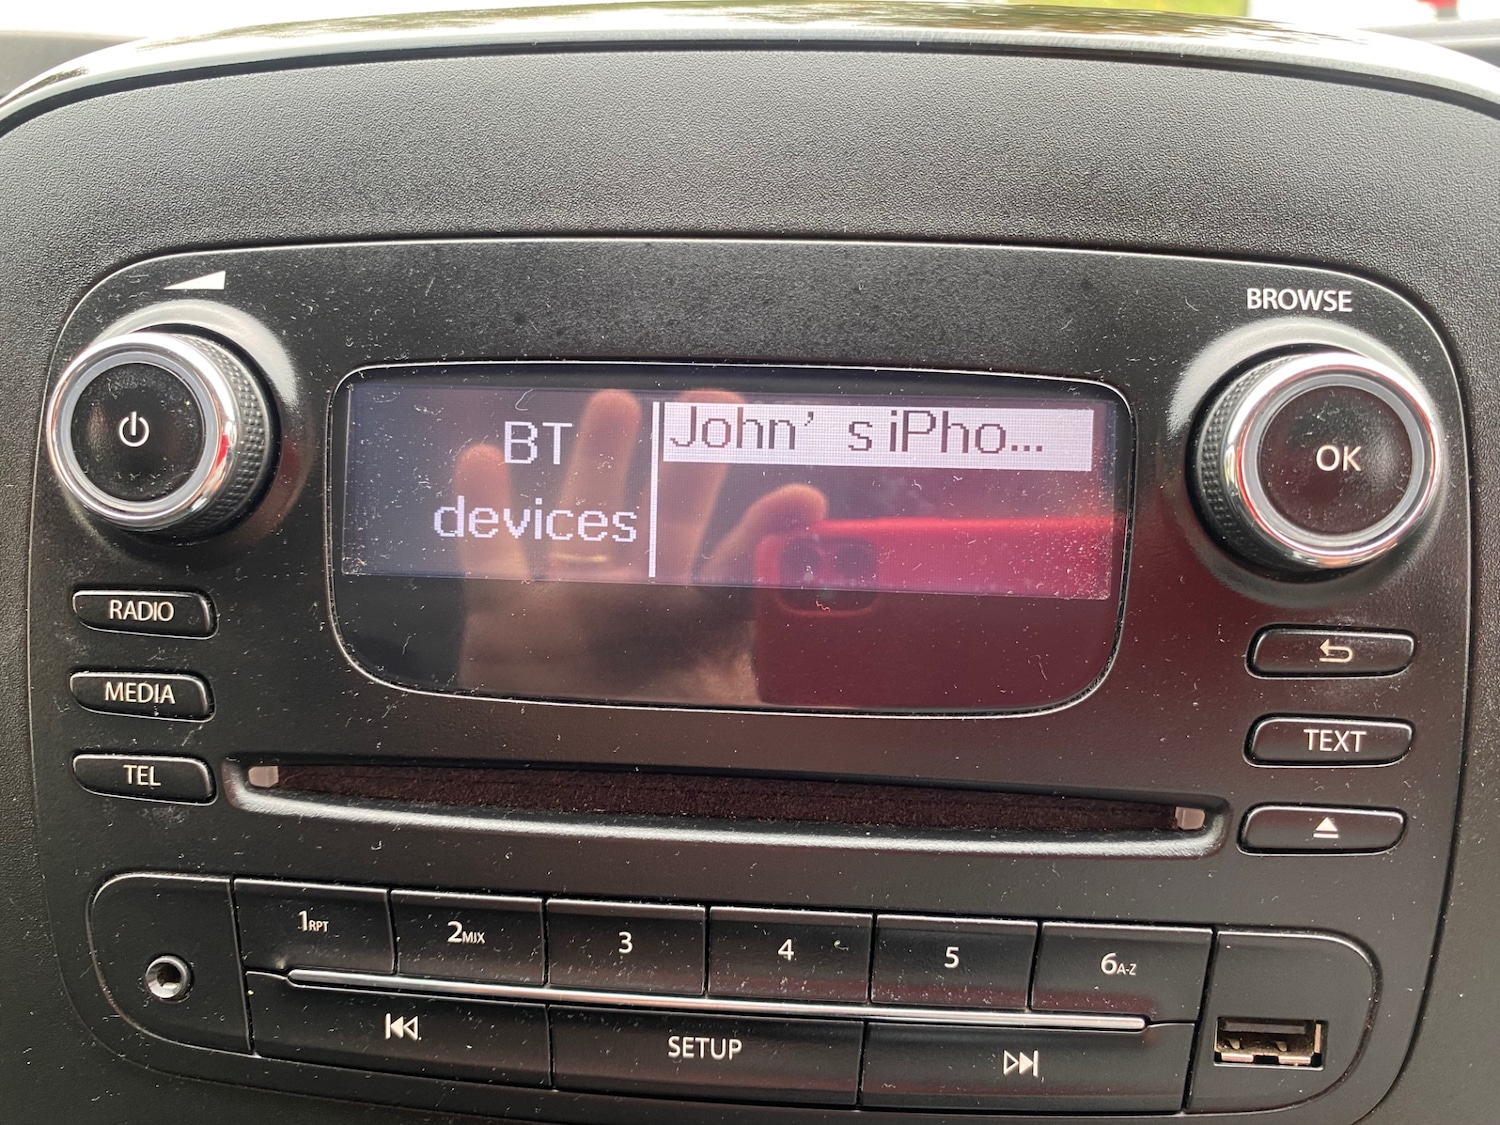 BROWSE
BT
devices
John's iPho...
OK
RADIO
MEDIA
TEL
TEXT
1RPT
2MIX
3
4
5
6A-Z
SETUP